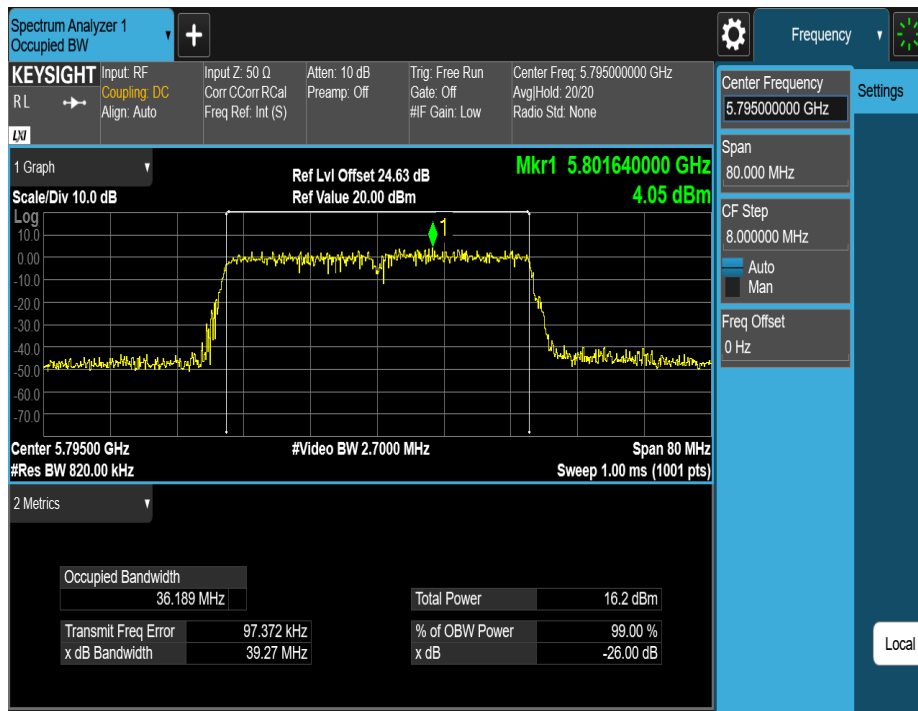 Spectrum Analyzer 1
Occupied BW
+
Frequency
KEYSIGHT
RL
LXI
Input: RF
Coupling: DC
Align: Auto
Input Z: 50 Ω
Corr CCorr RCal
Freq Ref: Int (S)
Atten: 10 dB
Preamp: Off
Trig: Free Run
Gate: Off
#IF Gain: Low
Center Freq: 5.795000000 GHz
Avg|Hold: 20/20
Radio Std: None
Center Frequency
5.795000000 GHz
Settings
Span
80.000 MHz
CF Step
8.000000 MHz
Auto
Man
Freq Offset
0 Hz
Local
1 Graph
Scale/Div 10.0 dB
Ref Lvl Offset 24.63 dB
Ref Value 20.00 dBm
Mkr1 5.801640000 GHz
4.05 dBm
Log
1
10.0
0.00
-10.0
-20.0
-30.0
-40.0
-50.0
-60.0
-70.0
Center 5.79500 GHz
#Video BW 2.7000 MHz
Span 80 MHz
#Res BW 820.00 kHz
Sweep 1.00 ms (1001 pts)
2 Metrics
Occupied Bandwidth
36.189 MHz
Total Power 16.2 dBm
Transmit Freq Error 97.372 kHz
% of OBW Power 99.00 %
x dB Bandwidth 39.27 MHz
x dB -26.00 dB